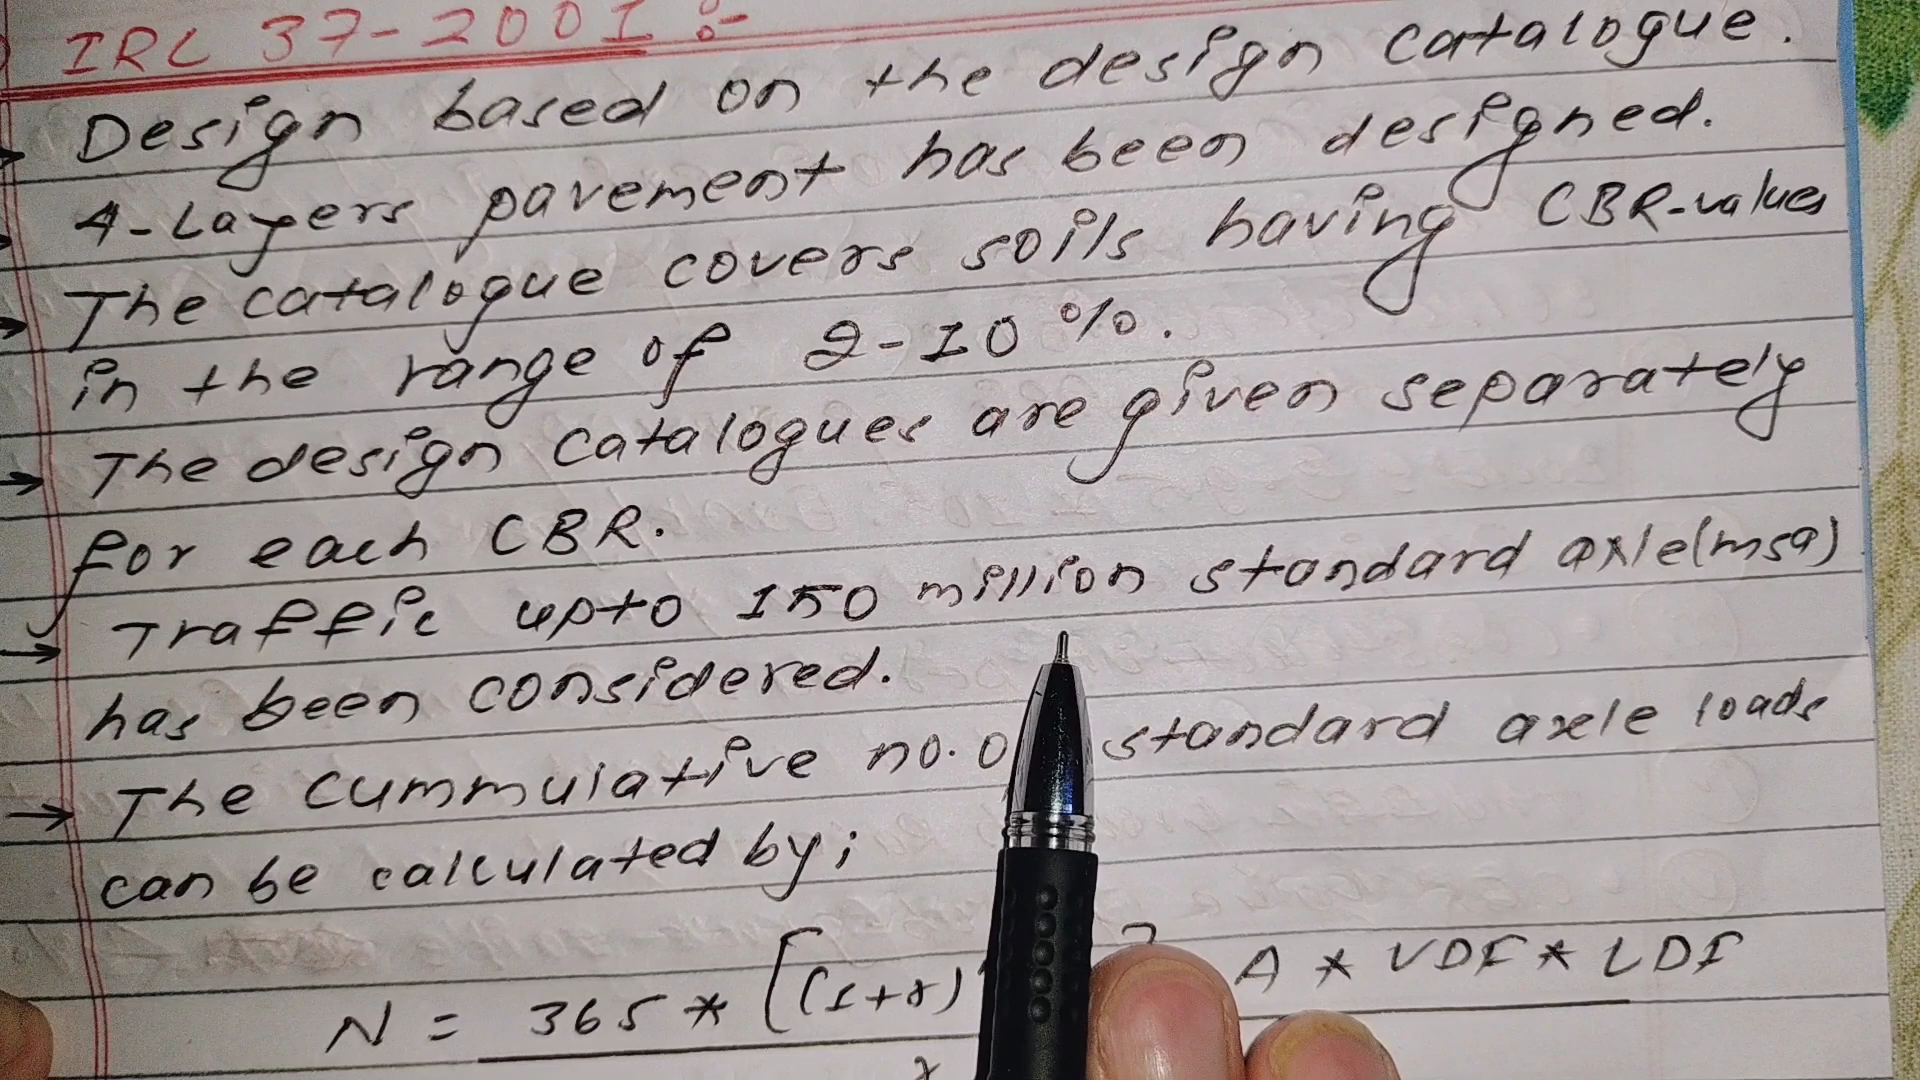 IRC 37-2001 :-
Design based on the design catalogue.
4-Layers pavement has been designed.
The catalogue covers soils having CBR-values
in the range of 2-10 %.
→ The design catalogues are given separately
for each CBR.
→ Traffic upto 150 million standard axle(msa)
has been considered.
→ The cummulative no. o standard axle loads
can be calculated by;
N = 365 * [(1+r) A * VDF * LDF
r